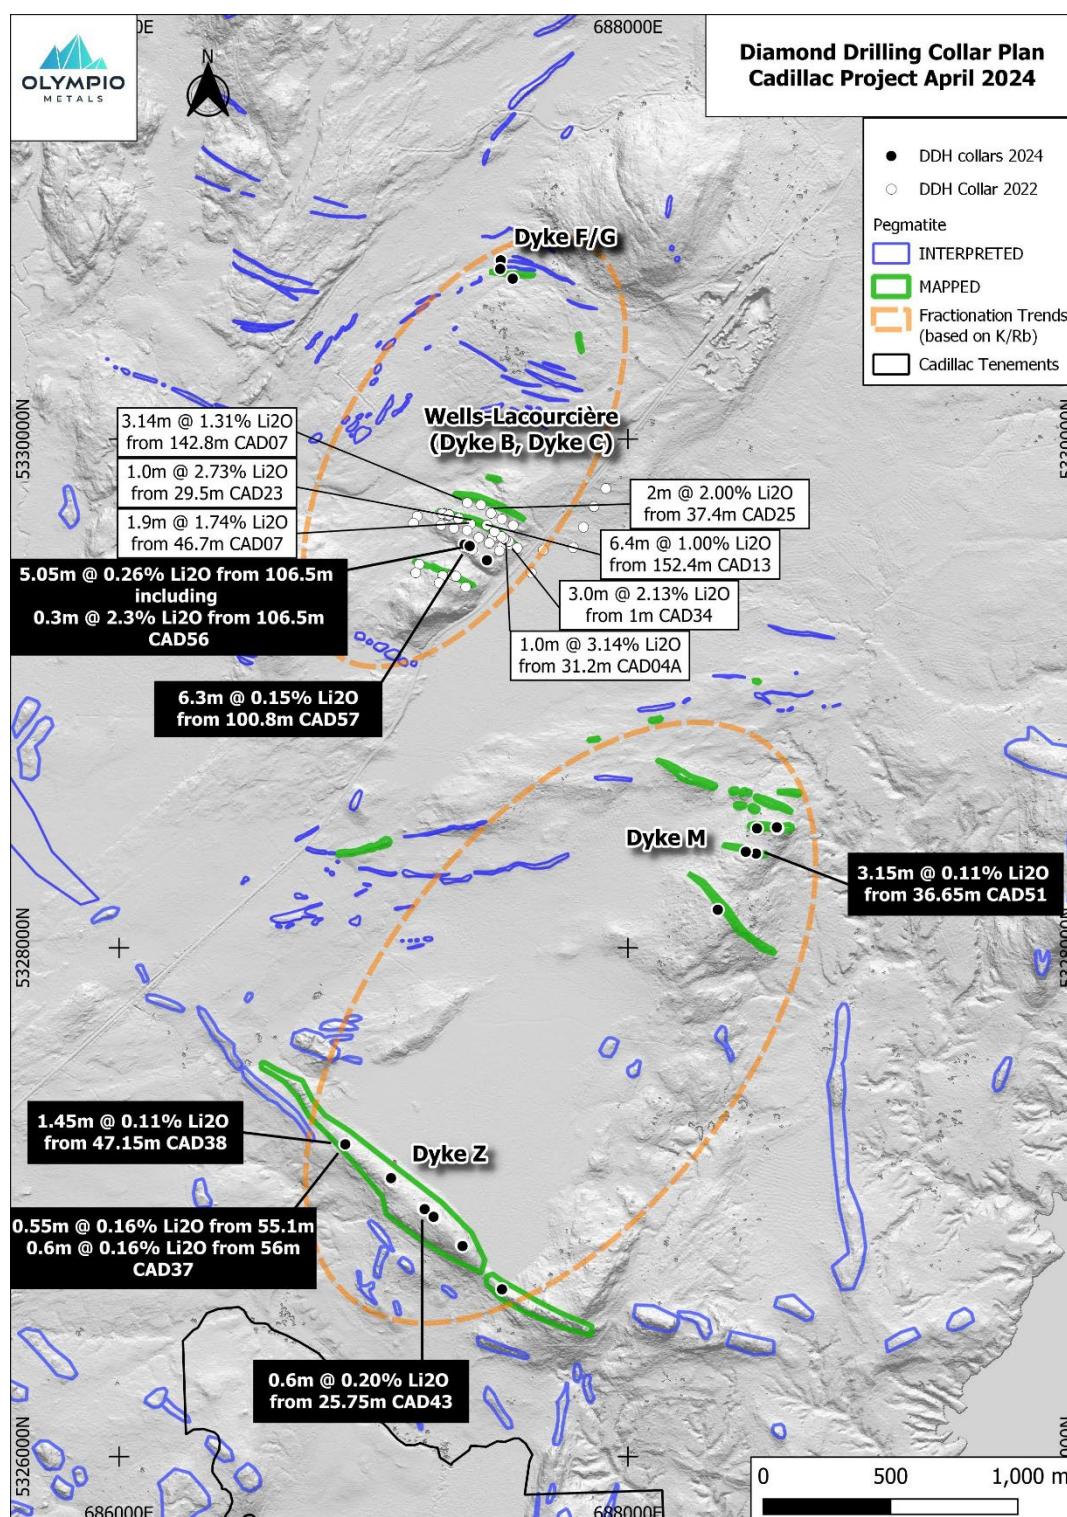 OLYMPIO
METALS
0E
N
688000E
Diamond Drilling Collar Plan
Cadillac Project April 2024
DDH collars 2024
DDH Collar 2022
Pegmatite
INTERPRETED
MAPPED
Fractionation Trends
(based on K/Rb)
Cadillac Tenements
Dyke F/G
Wells-Lacourcière
(Dyke B, Dyke C)
5330000N
5330000N
3.14m @ 1.31% Li2O
from 142.8m CAD07
1.0m @ 2.73% Li2O
from 29.5m CAD23
1.9m @ 1.74% Li2O
from 46.7m CAD07
2m @ 2.00% Li2O
from 37.4m CAD25
6.4m @ 1.00% Li2O
from 152.4m CAD13
3.0m @ 2.13% Li2O
from 1m CAD34
1.0m @ 3.14% Li2O
from 31.2m CAD04A
5.05m @ 0.26% Li2O from 106.5m
including
0.3m @ 2.3% Li2O from 106.5m
CAD56
6.3m @ 0.15% Li2O
from 100.8m CAD57
Dyke M
3.15m @ 0.11% Li2O
from 36.65m CAD51
5328000N
5328000N
1.45m @ 0.11% Li2O
from 47.15m CAD38
Dyke Z
0.55m @ 0.16% Li2O from 55.1m
0.6m @ 0.16% Li2O from 56m
CAD37
0.6m @ 0.20% Li2O
from 25.75m CAD43
5326000N
00N
686000E
688000E
0 500 1,000 m